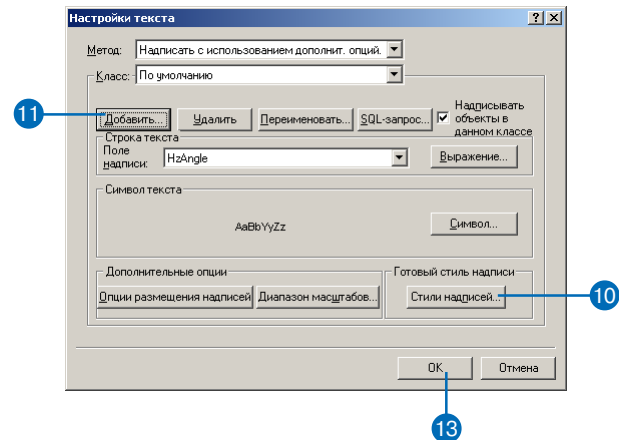 Настройки текста
Метод: Надписать с использованием дополнит. опций.
Класс: По умолчанию
11
Добавить... Удалить Переименовать... SQL-запрос... Надписывать объекты в данном классе
Строка текста
Поле надписи: HzAngle Выражение...
Символ текста
AaBbYyZz Символ...
Дополнительные опции Готовый стиль надписи
Опции размещения надписей Диапазон масштабов... Стили надписей... 10
OK Отмена
13